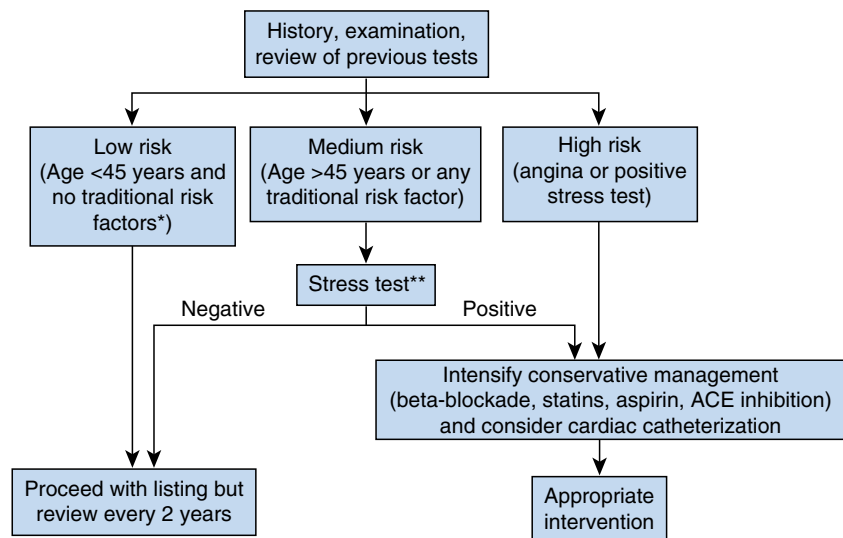 History, examination,
review of previous tests
Low risk
(Age <45 years and
no traditional risk
factors*)
Medium risk
(Age >45 years or any
traditional risk factor)
High risk
(angina or positive
stress test)
Stress test**
Negative
Positive
Intensify conservative management
(beta-blockade, statins, aspirin, ACE inhibition)
and consider cardiac catheterization
Proceed with listing but
review every 2 years
Appropriate
intervention